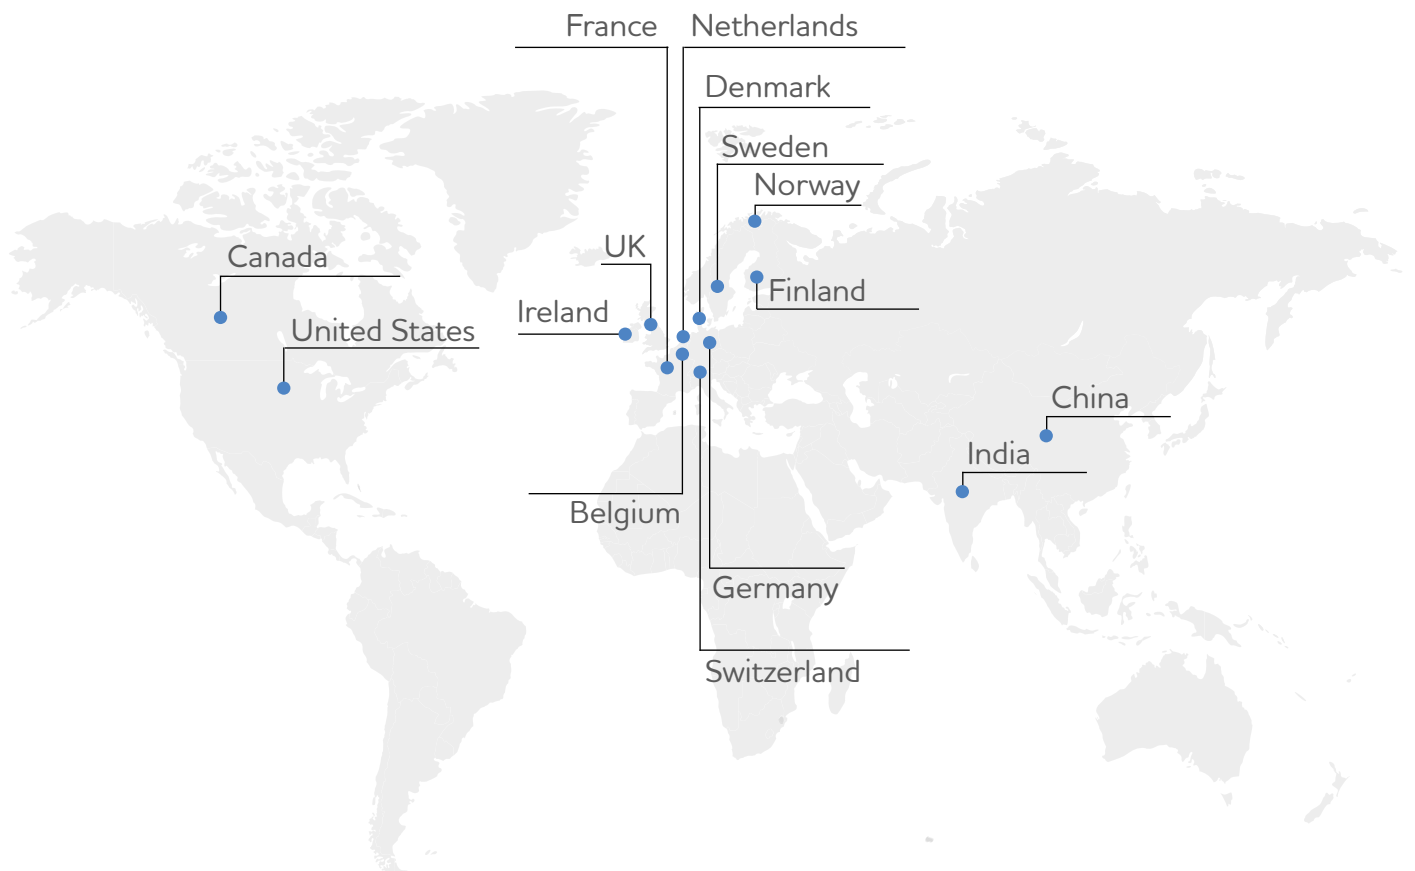 France
Netherlands
Denmark
Sweden
Norway
UK
Canada
Finland
Ireland
United States
China
India
Belgium
Germany
Switzerland